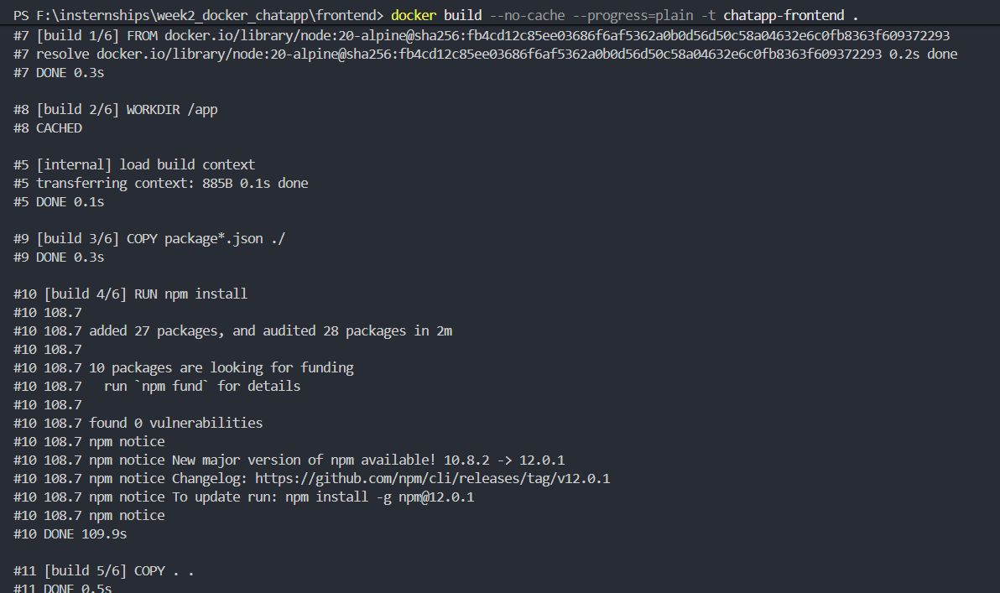 PS F:\insternships\week2_docker_chatapp\frontend> docker build --no-cache --progress=plain -t chatapp-frontend .
#7 [build 1/6] FROM docker.io/library/node:20-alpine@sha256:fb4cd12c85ee03686f6af5362a0b0d56d50c58a04632e6c0fb8363f609372293
#7 resolve docker.io/library/node:20-alpine@sha256:fb4cd12c85ee03686f6af5362a0b0d56d50c58a04632e6c0fb8363f609372293 0.2s done
#7 DONE 0.3s
#8 [build 2/6] WORKDIR /app
#8 CACHED
#5 [internal] load build context
#5 transferring context: 885B 0.1s done
#5 DONE 0.1s
#9 [build 3/6] COPY package*.json ./
#9 DONE 0.3s
#10 [build 4/6] RUN npm install
#10 108.7
#10 108.7 added 27 packages, and audited 28 packages in 2m
#10 108.7
#10 108.7 10 packages are looking for funding
#10 108.7   run `npm fund` for details
#10 108.7
#10 108.7 found 0 vulnerabilities
#10 108.7 npm notice
#10 108.7 npm notice New major version of npm available! 10.8.2 -> 12.0.1
#10 108.7 npm notice Changelog: https://github.com/npm/cli/releases/tag/v12.0.1
#10 108.7 npm notice To update run: npm install -g npm@12.0.1
#10 108.7 npm notice
#10 DONE 109.9s
#11 [build 5/6] COPY . .
#11 DONE 0.5s